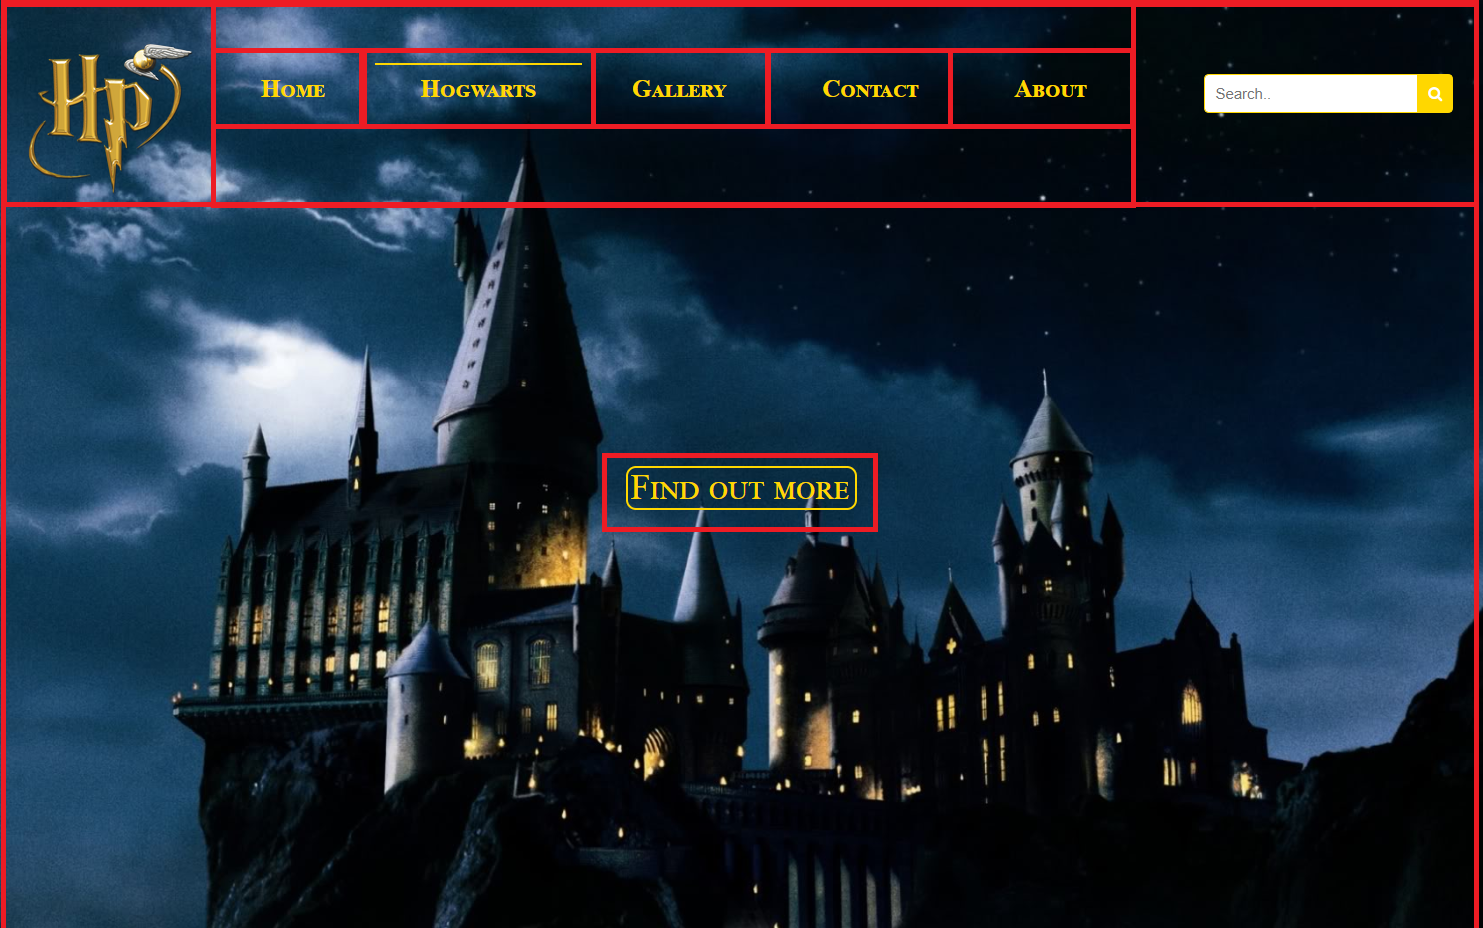 HP
Home
Hogwarts
Gallery
Contact
About
Search..
Find out more